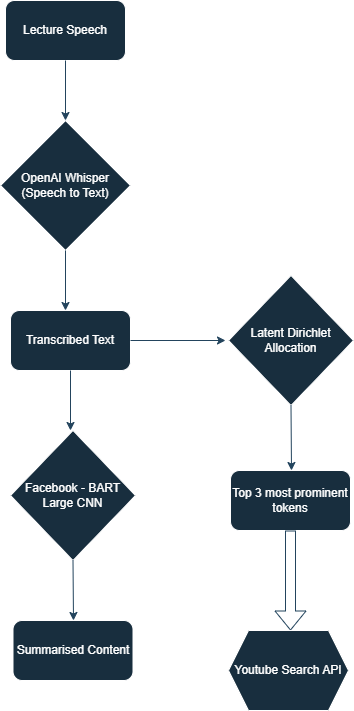 Lecture Speech
OpenAI Whisper
(Speech to Text)
Transcribed Text
Latent Dirichlet
Allocation
Facebook - BART
Large CNN
Top 3 most prominent
tokens
Summarised Content
Youtube Search API